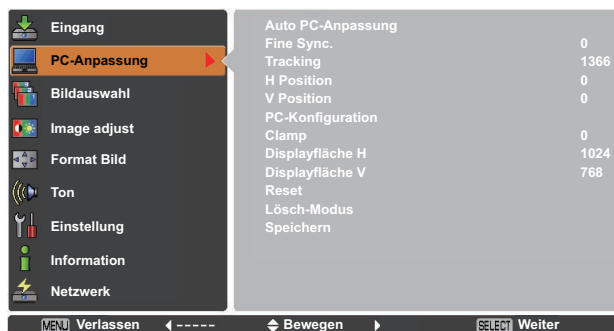 Eingang
PC-Anpassung
Bildauswahl
Image adjust
Format Bild
Ton
Einstellung
Information
Netzwerk
Auto PC-Anpassung
Fine Sync. 0
Tracking 1366
H Position 0
V Position 0
PC-Konfiguration
Clamp 0
Displayfläche H 1024
Displayfläche V 768
Reset
Lösch-Modus
Speichern
MENU Verlassen ----- Bewegen SELECT Weiter